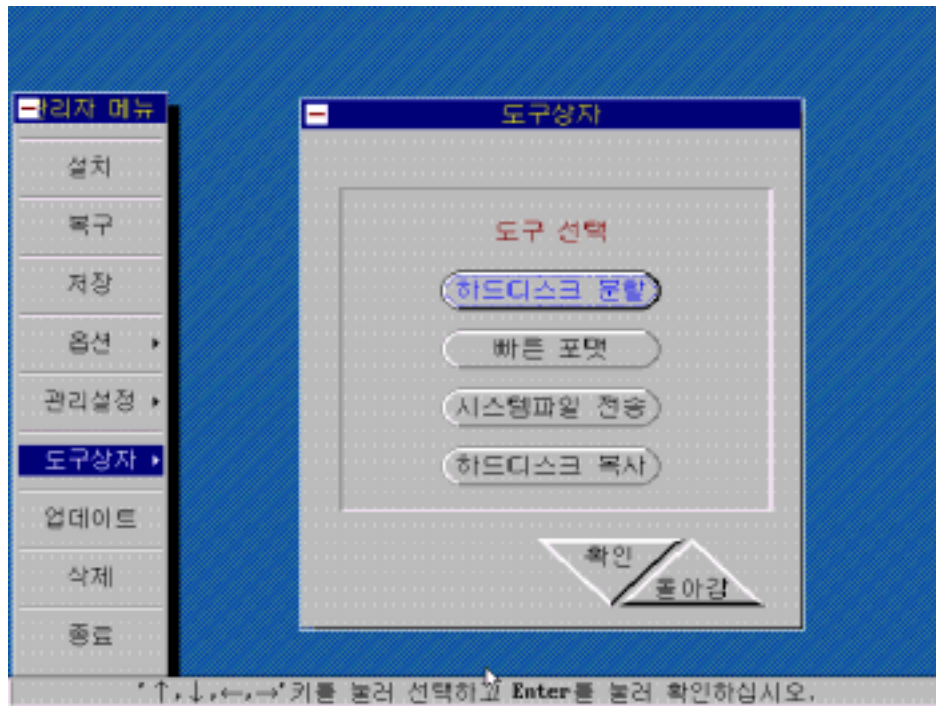 관리자 메뉴
설치
복구
저장
옵션
관리설정
도구상자
업데이트
삭제
종료
도구상자
도구 선택
하드디스크 분할
빠른 포맷
시스템파일 전송
하드디스크 복사
확인
돌아감
"↑,↓,←,→"키를 눌러 선택하고 Enter를 눌러 확인하십시오.